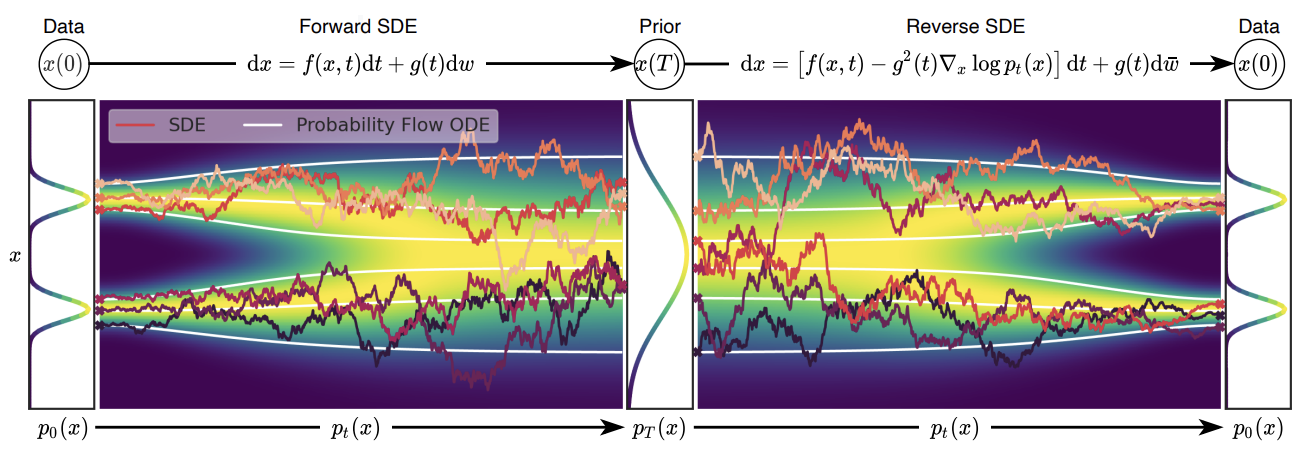 Data Forward SDE Prior Reverse SDE Data
x(0) dx = f(x, t)dt + g(t)dw x(T) dx = [f(x, t) − g²(t)∇ₓ log pₜ(x)] dt + g(t)dw̄ x(0)
SDE Probability Flow ODE
x
p₀(x) pₜ(x) p_T(x) pₜ(x) p₀(x)